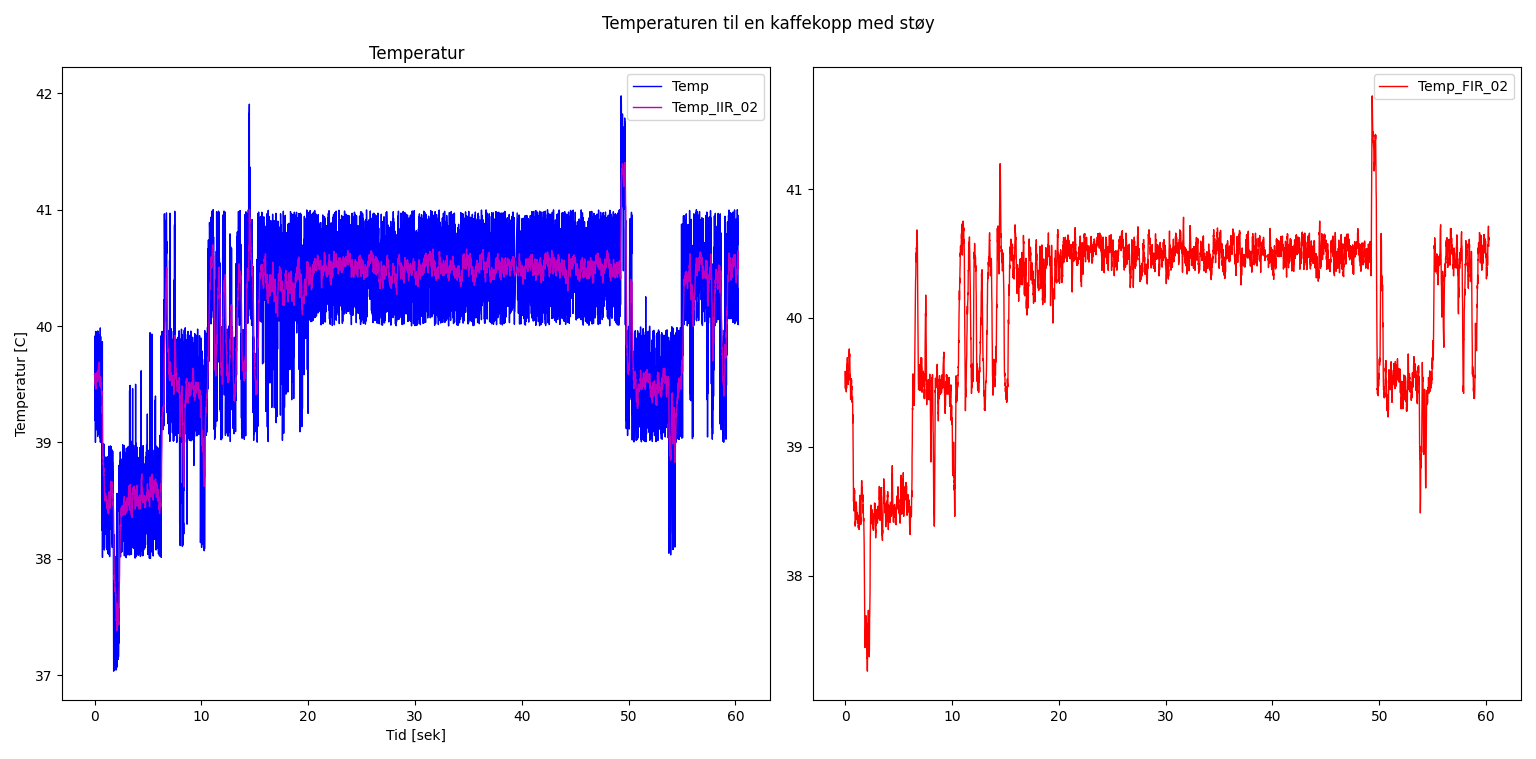 Temperaturen til en kaffekopp med støy
Temperatur
Temp
Temp_IIR_02
42
41
40
39
38
37
Temperatur [C]
0 10 20 30 40 50 60
Tid [sek]
Temp_FIR_02
41
40
39
38
0 10 20 30 40 50 60